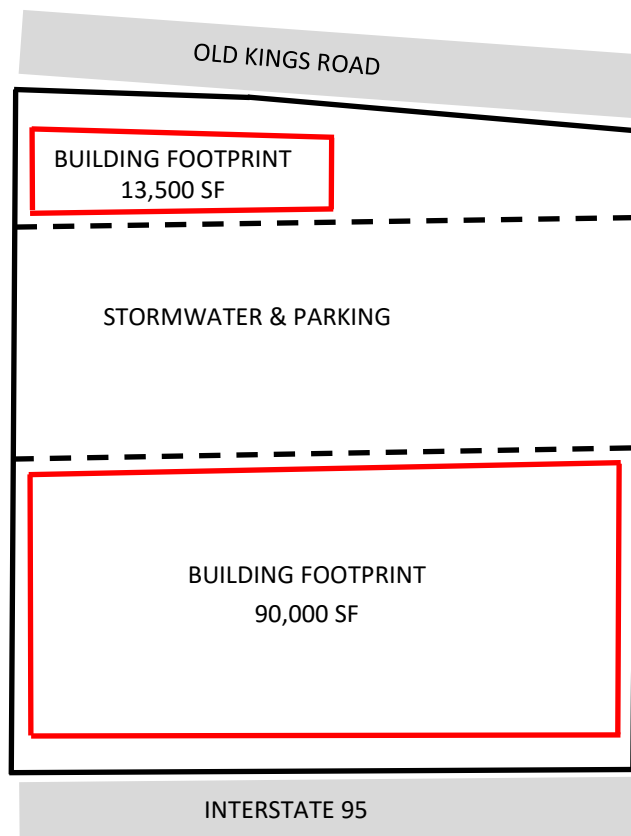 OLD KINGS ROAD
BUILDING FOOTPRINT
13,500 SF
STORMWATER & PARKING
BUILDING FOOTPRINT
90,000 SF
INTERSTATE 95